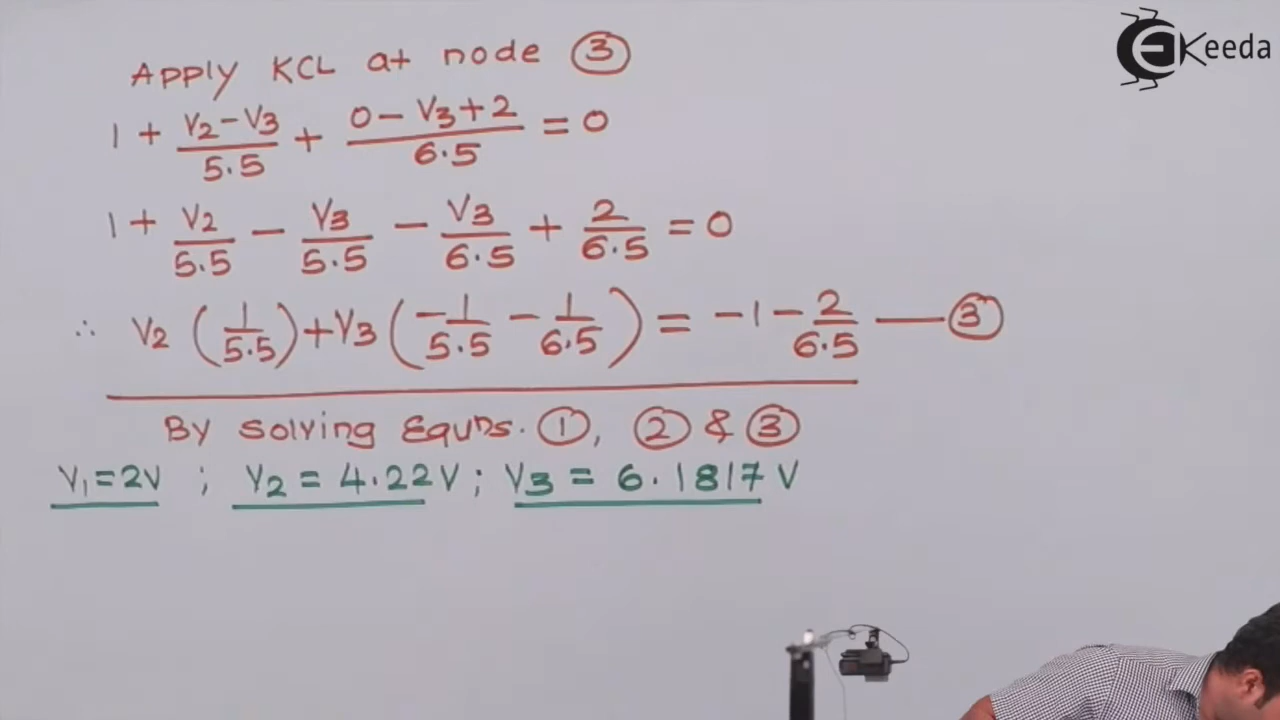 Ekeeda
Apply KCL at node ③
1 + (V2 − V3)/5.5 + (0 − V3 + 2)/6.5 = 0
1 + V2/5.5 − V3/5.5 − V3/6.5 + 2/6.5 = 0
∴ V2 (1/5.5) + V3 (−1/5.5 − 1/6.5) = −1 − 2/6.5 — ③
By solving Equns. ①, ② & ③
V1 = 2V ; V2 = 4.22V ; V3 = 6.1817 V